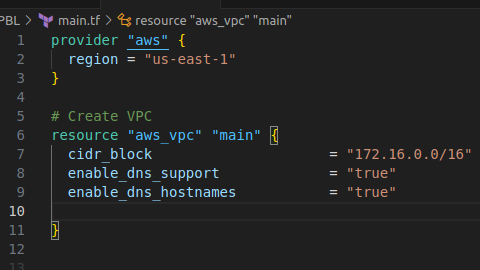 PBL > main.tf > resource "aws_vpc" "main"
1 provider "aws" {
2   region = "us-east-1"
3 }
4
5 # Create VPC
6 resource "aws_vpc" "main" {
7   cidr_block                     = "172.16.0.0/16"
8   enable_dns_support             = "true"
9   enable_dns_hostnames           = "true"
10
11 }
12
13